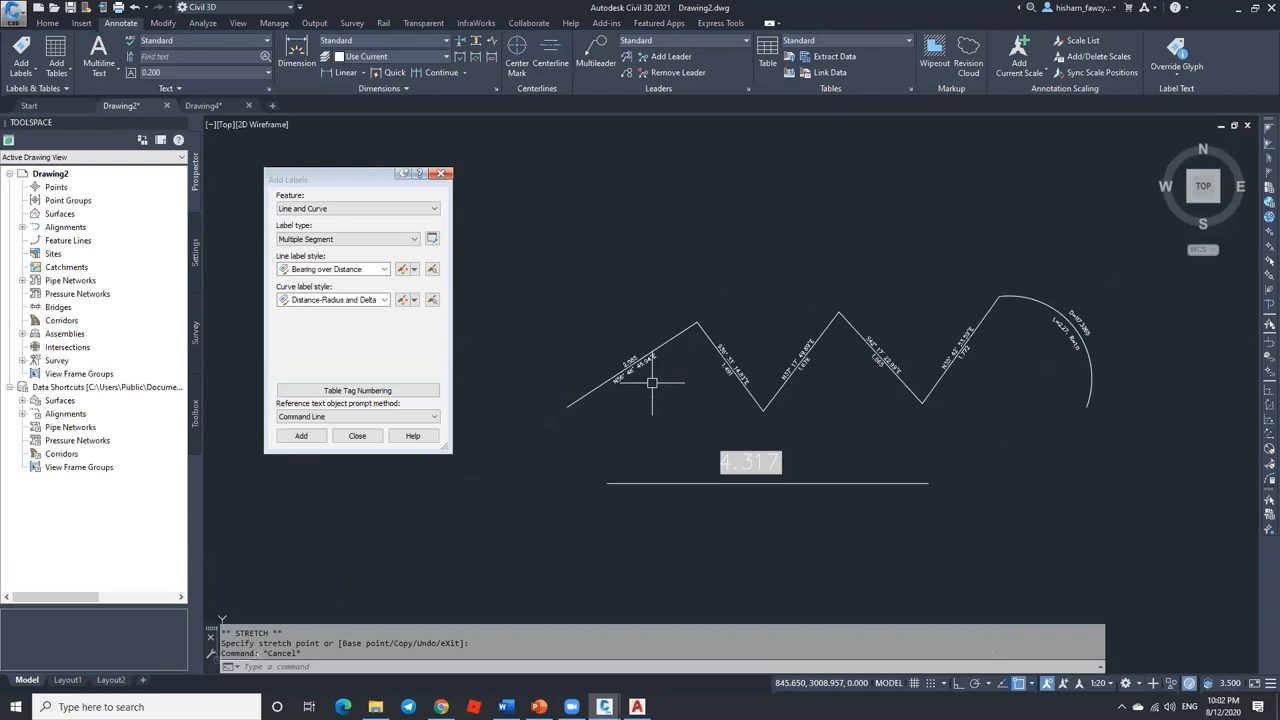 C3D
Civil 3D
Autodesk Civil 3D 2021 Drawing2.dwg
hisham_fawzy...
Home Insert Annotate Modify Analyze View Manage Output Survey Rail Transparent InfraWorks Collaborate Help Add-ins Featured Apps Express Tools
Add Labels
Add Tables
Labels & Tables
Multiline Text
Standard
Find text
0.200
Text
Dimension
Standard
Use Current
Linear Quick Continue
Dimensions
Center Mark
Centerline
Centerlines
Multileader
Standard
Add Leader
Remove Leader
Leaders
Table
Standard
Extract Data
Link Data
Tables
Wipeout
Revision Cloud
Markup
Add Current Scale
Scale List
Add/Delete Scales
Sync Scale Positions
Annotation Scaling
Override Glyph
Label Text
Start Drawing2* Drawing4*
TOOLSPACE
Active Drawing View
Drawing2
Points
Point Groups
Surfaces
Alignments
Feature Lines
Sites
Catchments
Pipe Networks
Pressure Networks
Bridges
Corridors
Assemblies
Intersections
Survey
View Frame Groups
Data Shortcuts [C:\Users\Public\Docume...
Surfaces
Alignments
Pipe Networks
Pressure Networks
Corridors
View Frame Groups
Prospector
Settings
Survey
Toolbox
[−][Top][2D Wireframe]
Add Labels
Feature:
Line and Curve
Label type:
Multiple Segment
Line label style:
Bearing over Distance
Curve label style:
Distance-Radius and Delta
Table Tag Numbering
Reference text object prompt method:
Command Line
Add Close Help
4.317
N
W TOP E
S
WCS
Y
** STRETCH **
Specify stretch point or [Base point/Copy/Undo/eXit]:
Command: *Cancel*
Type a command
Model Layout1 Layout2
845.650, 3008.957, 0.000 MODEL
1:20
3.500
Type here to search
10:02 PM
8/12/2020